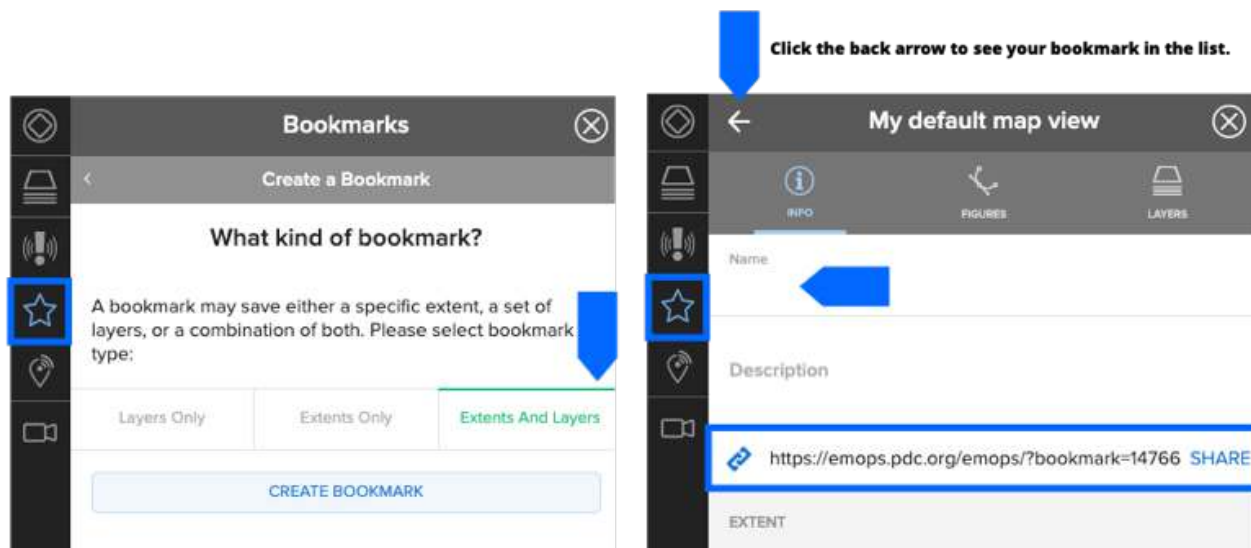 Click the back arrow to see your bookmark in the list.
Bookmarks
Create a Bookmark
What kind of bookmark?
A bookmark may save either a specific extent, a set of
layers, or a combination of both. Please select bookmark
type:
Layers Only
Extents Only
Extents And Layers
CREATE BOOKMARK
My default map view
INFO
FIGURES
LAYERS
Name
Description
https://emops.pdc.org/emops/?bookmark=14766 SHARE
EXTENT